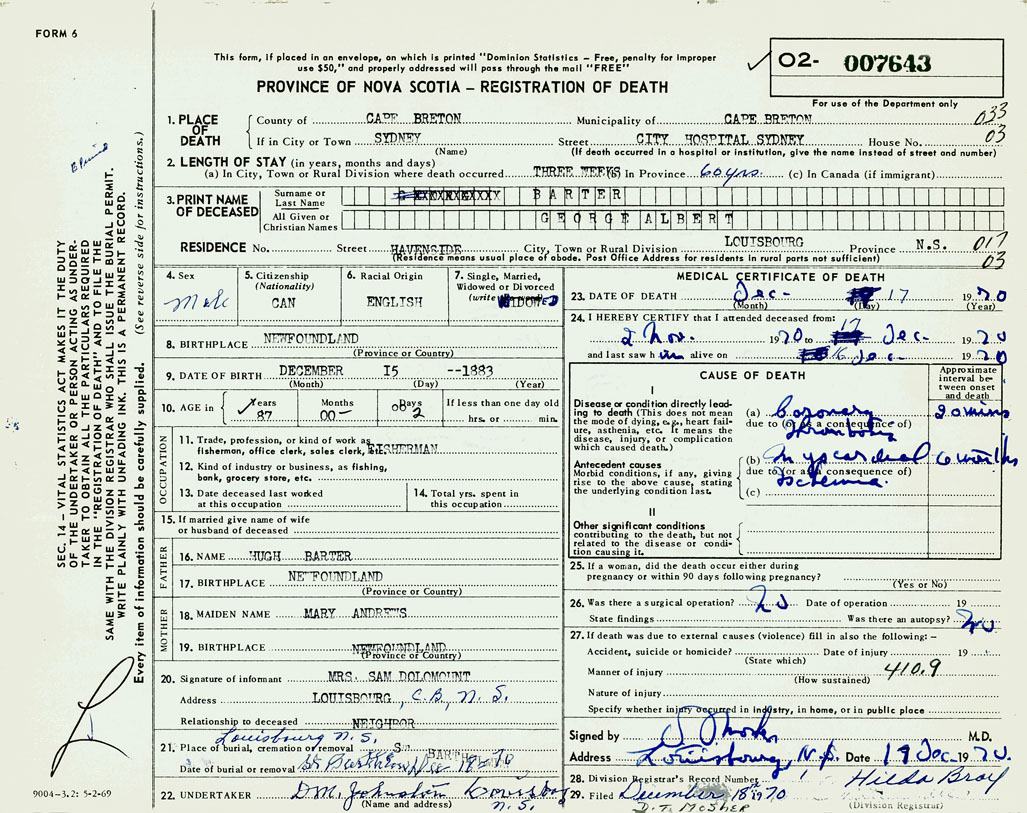 FORM 6
This form, if placed in an envelope, on which is printed "Dominion Statistics – Free, penalty for improper
use $50," and properly addressed will pass through the mail "FREE"
PROVINCE OF NOVA SCOTIA – REGISTRATION OF DEATH
02- 007643
For use of the Department only
SEC. 14 – VITAL STATISTICS ACT MAKES IT THE DUTY
OF THE UNDERTAKER OR PERSON ACTING AS UNDER-
TAKER TO OBTAIN ALL THE PARTICULARS REQUIRED
IN THE "REGISTRATION OF DEATH" AND TO FILE THE
SAME WITH THE DIVISION REGISTRAR WHO SHALL ISSUE THE BURIAL PERMIT.
WRITE PLAINLY WITH UNFADING INK. THIS IS A PERMANENT RECORD.
Every item of information should be carefully supplied. (See reverse side for instructions.)
1. PLACE OF DEATH
County of CAPE BRETON Municipality of CAPE BRETON 033
If in City or Town SYDNEY Street CITY HOSPITAL SYDNEY House No. 03
(Name) (If death occurred in a hospital or institution, give the name instead of street and number)
2. LENGTH OF STAY (in years, months and days)
(a) In City, Town or Rural Division where death occurred THREE WEEKS in Province 60 yrs. (c) In Canada (if immigrant)
3. PRINT NAME OF DECEASED
Surname or Last Name BARTER
All Given or Christian Names GEORGE ALBERT
RESIDENCE No. Street HAVENSIDE City, Town or Rural Division LOUISBOURG Province N.S. 017
(Residence means usual place of abode. Post Office Address for residents in rural parts not sufficient) 03
4. Sex Male
5. Citizenship (Nationality) CAN
6. Racial Origin ENGLISH
7. Single, Married, Widowed or Divorced (write the word) WIDOWED
8. BIRTHPLACE NEWFOUNDLAND
(Province or Country)
9. DATE OF BIRTH DECEMBER 15 --1883
(Month) (Day) (Year)
10. AGE in Years 87 Months 00- Days 2 If less than one day old hrs. or min.
OCCUPATION
11. Trade, profession, or kind of work as
fisherman, office clerk, sales clerk, etc. FISHERMAN
12. Kind of industry or business, as fishing,
bank, grocery store, etc.
13. Date deceased last worked at this occupation
14. Total yrs. spent in this occupation
15. If married give name of wife
or husband of deceased
FATHER
16. NAME HUGH BARTER
17. BIRTHPLACE NEWFOUNDLAND
(Province or Country)
MOTHER
18. MAIDEN NAME MARY ANDREWS
19. BIRTHPLACE NEWFOUNDLAND
(Province or Country)
20. Signature of informant MRS. SAM DOLOMOUNT
Address LOUISBOURG, C.B., N.S.
Relationship to deceased NEIGHBOR
Louisbourg N.S.
21. Place of burial, cremation or removal
Date of burial or removal St Barthlow Dec 18 - 70
22. UNDERTAKER D.M. Johnston Louisbourg
(Name and address) N.S.
9004-3.2: 5-2-69
MEDICAL CERTIFICATE OF DEATH
23. DATE OF DEATH Dec- 17 1970
(Month) (Day) (Year)
24. I HEREBY CERTIFY that I attended deceased from:
2 Nov. 1970 to 17 Dec- 1970
and last saw him alive on 16 Dec- 1970
CAUSE OF DEATH
Approximate interval between onset and death
I
Disease or condition directly lead-
ing to death (This does not mean
the mode of dying, e.g., heart fail-
ure, asthenia, etc. It means the
disease, injury, or complication
which caused death.)
(a) Coronary 20 mins
due to (or as a consequence of)
Thrombosis
Antecedent causes
Morbid conditions, if any, giving
rise to the above cause, stating
the underlying condition last.
(b) Myocardial 6 months
due to (or as a consequence of)
Ischemia.
(c)
II
Other significant conditions
contributing to the death, but not
related to the disease or condi-
tion causing it.
25. If a woman, did the death occur either during
pregnancy or within 90 days following pregnancy?
(Yes or No)
26. Was there a surgical operation? No Date of operation 19
State findings Was there an autopsy? No
27. If death was due to external causes (violence) fill in also the following: –
Accident, suicide or homicide? Date of injury 19
(State which)
Manner of injury 410.9
(How sustained)
Nature of injury
Specify whether injury occurred in industry, in home, or in public place
Signed by M.D.
Address Louisbourg, N.S. Date 19 Dec- 1970.
28. Division Registrar's Record Number Hilda Bray
29. Filed December 18th 1970
(Division Registrar)
D.T. MOSHER